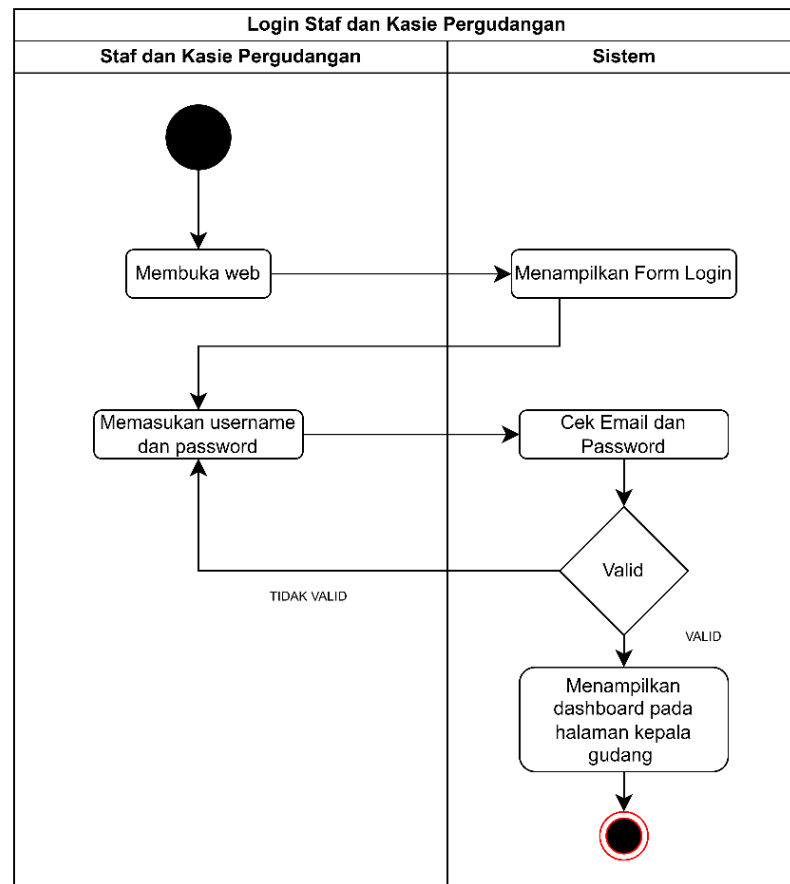 Login Staf dan Kasie Pergudangan
Staf dan Kasie Pergudangan
Sistem
Membuka web
Menampilkan Form Login
Memasukan username
dan password
Cek Email dan
Password
Valid
TIDAK VALID
VALID
Menampilkan
dashboard pada
halaman kepala
gudang